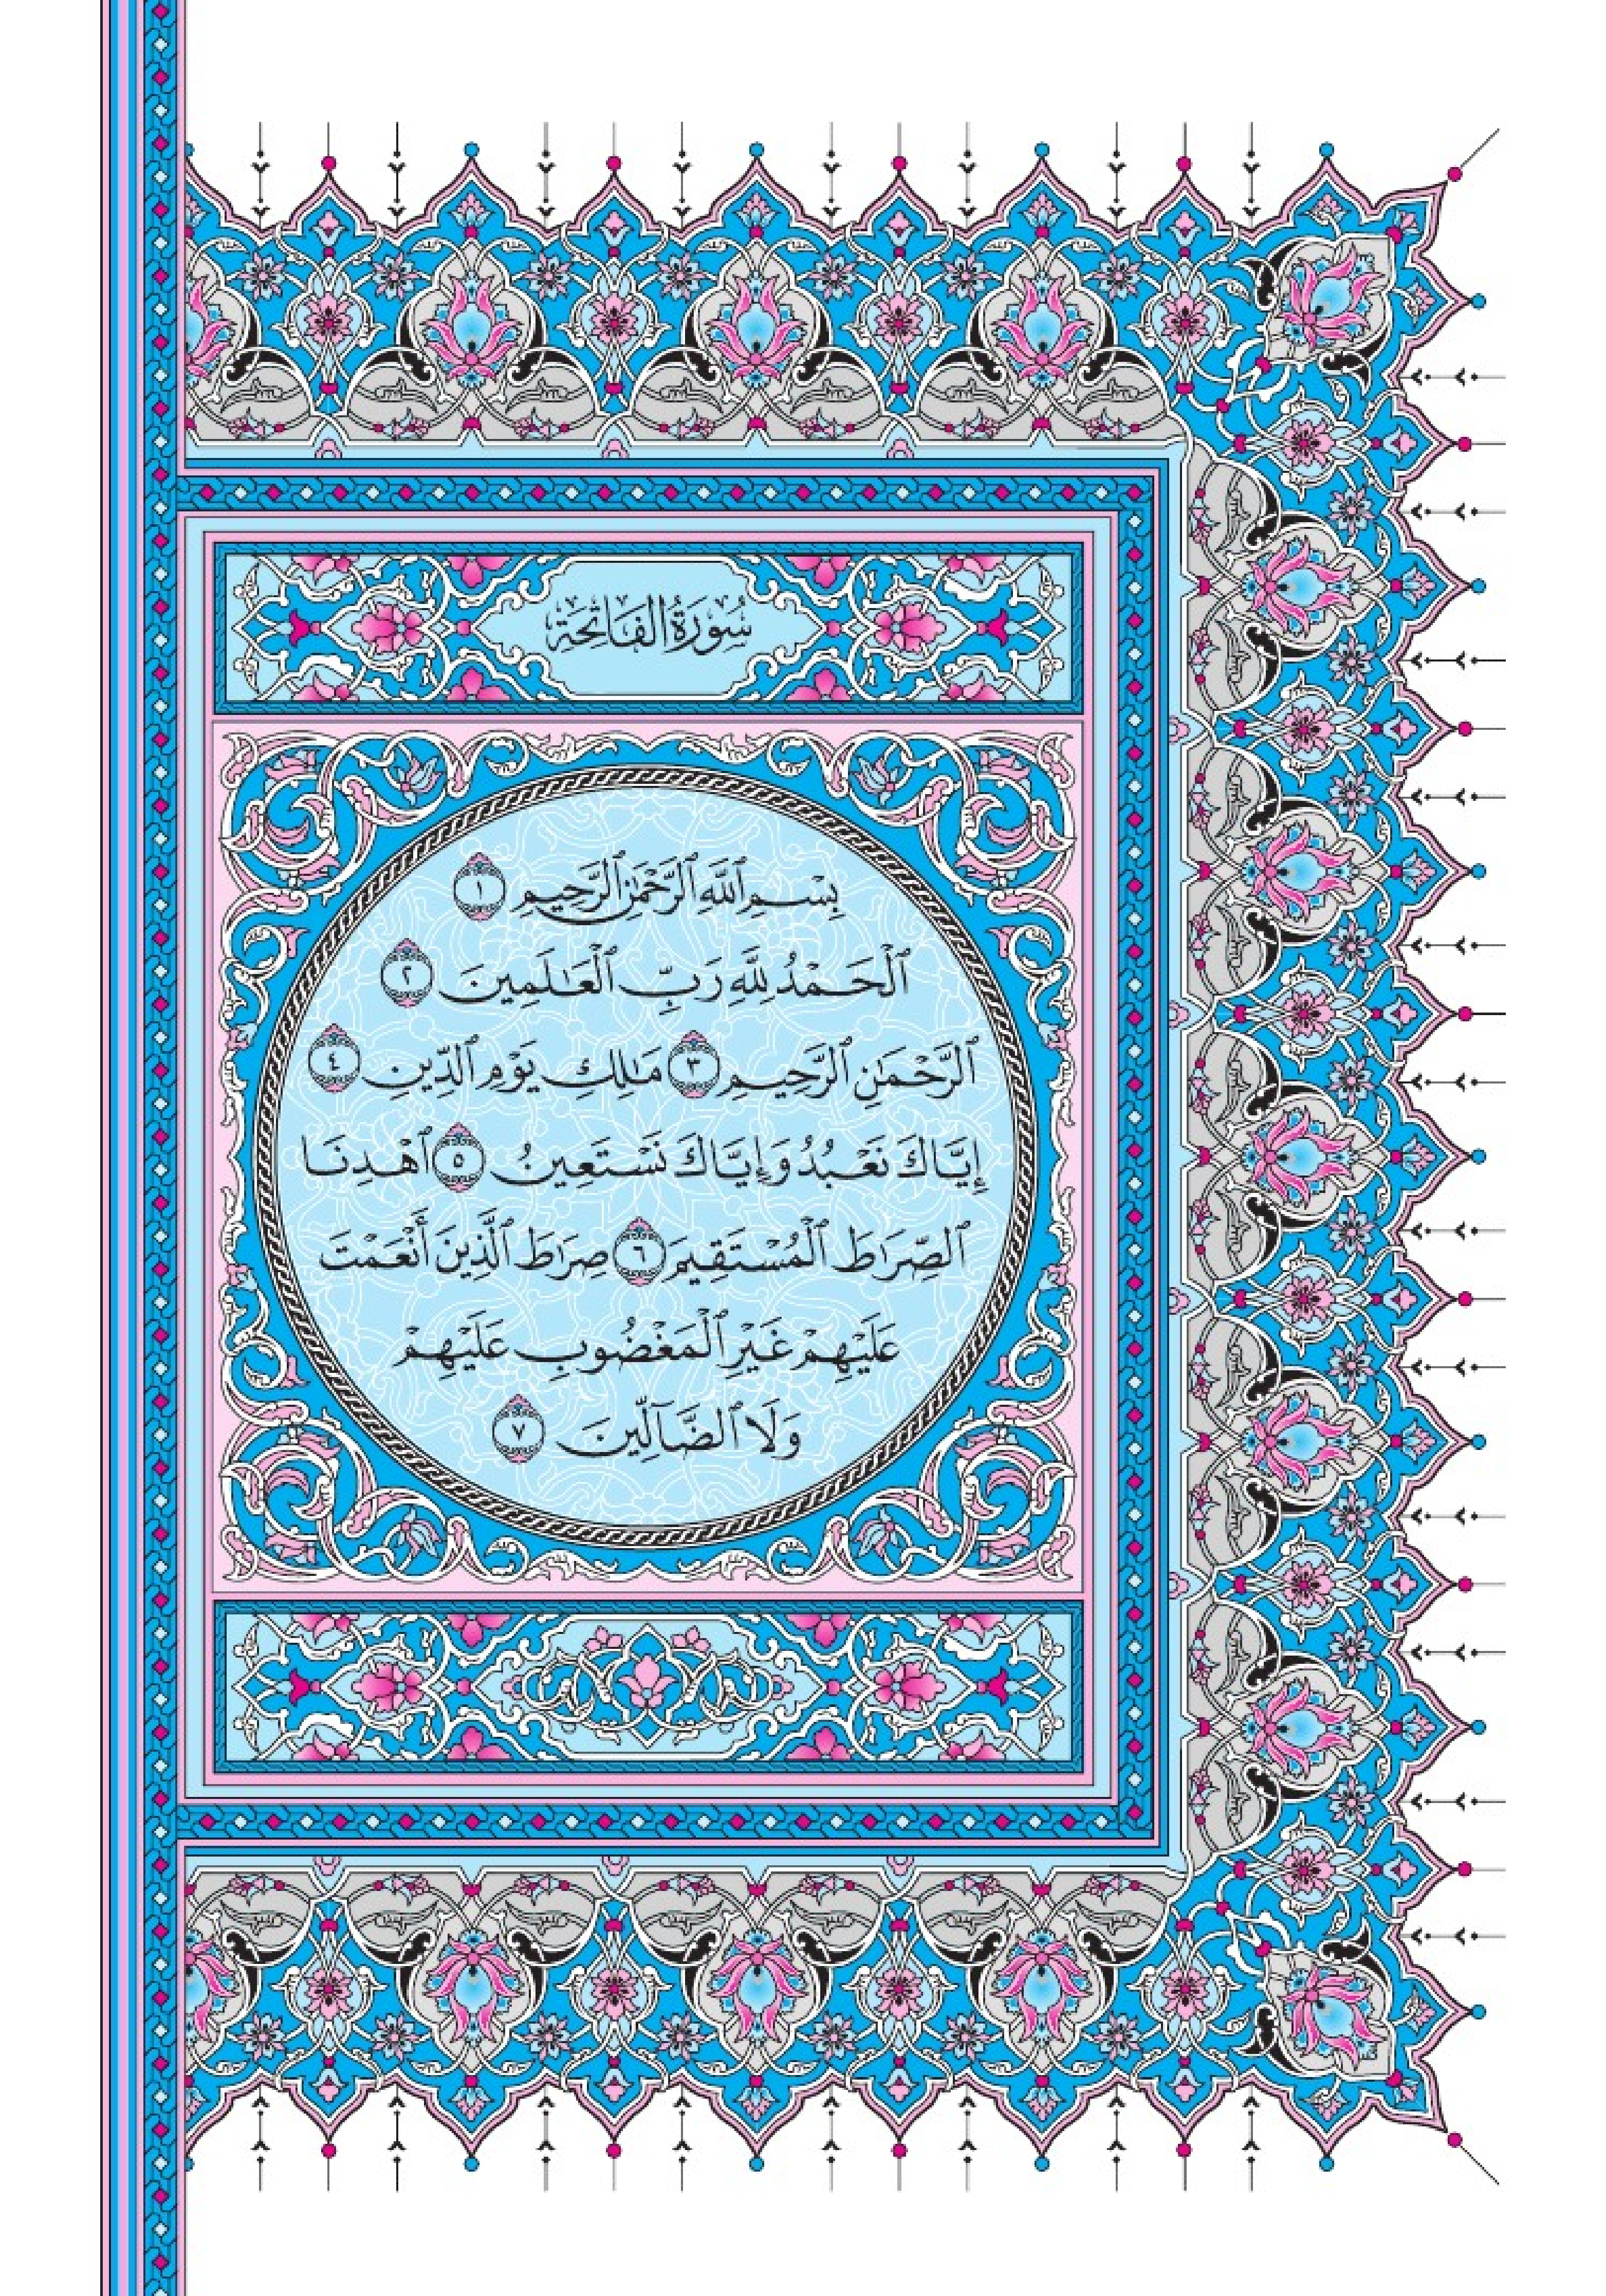 سُورَةُ الفَاتِحَةِ
بِسْمِ ٱللَّهِ ٱلرَّحْمَٰنِ ٱلرَّحِيمِ ١
ٱلْحَمْدُ لِلَّهِ رَبِّ ٱلْعَٰلَمِينَ ٢
ٱلرَّحْمَٰنِ ٱلرَّحِيمِ ٣ مَٰلِكِ يَوْمِ ٱلدِّينِ ٤
إِيَّاكَ نَعْبُدُ وَإِيَّاكَ نَسْتَعِينُ ٥ ٱهْدِنَا
ٱلصِّرَٰطَ ٱلْمُسْتَقِيمَ ٦ صِرَٰطَ ٱلَّذِينَ أَنْعَمْتَ
عَلَيْهِمْ غَيْرِ ٱلْمَغْضُوبِ عَلَيْهِمْ
وَلَا ٱلضَّآلِّينَ ٧